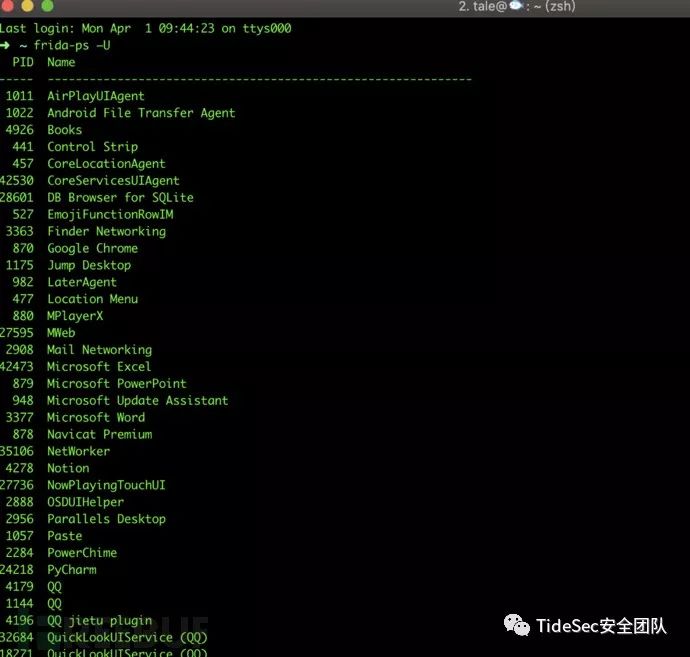 2. tale@🐟: ~ (zsh)
Last login: Mon Apr  1 09:44:23 on ttys000
➜  ~ frida-ps –U
  PID  Name
-----  --------------------------------------------------------------
 1011  AirPlayUIAgent
 1022  Android File Transfer Agent
 4926  Books
  441  Control Strip
  457  CoreLocationAgent
42530  CoreServicesUIAgent
28601  DB Browser for SQLite
  527  EmojiFunctionRowIM
 3363  Finder Networking
  870  Google Chrome
 1175  Jump Desktop
  982  LaterAgent
  477  Location Menu
  880  MPlayerX
27595  MWeb
 2908  Mail Networking
42473  Microsoft Excel
  879  Microsoft PowerPoint
  948  Microsoft Update Assistant
 3377  Microsoft Word
  878  Navicat Premium
35106  NetWorker
 4278  Notion
27736  NowPlayingTouchUI
 2888  OSDUIHelper
 2956  Parallels Desktop
 1057  Paste
 2284  PowerChime
24218  PyCharm
 4179  QQ
 1144  QQ
 4196  QQ jietu plugin
32684  QuickLookUIService (QQ)
18271  QuickLookUIService (QQ)
TideSec安全团队